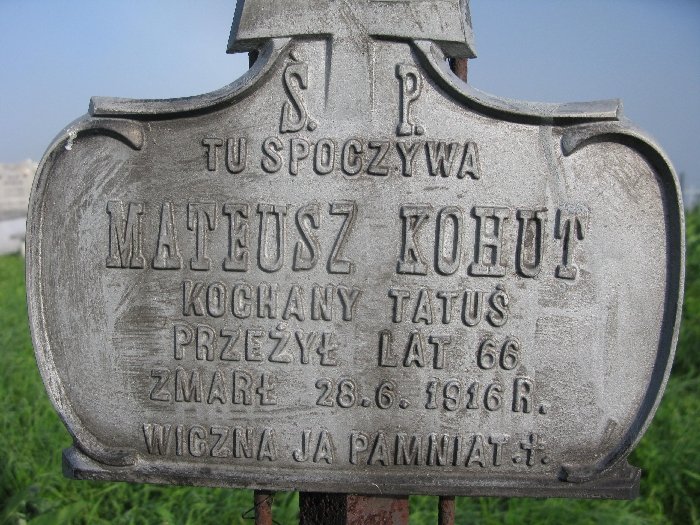 Ś. P.
TU SPOCZYWA
MATEUSZ KOHUT
KOCHANY TATUŚ
PRZEŻYŁ LAT 66
ZMARŁ 28.6. 1916 R.
WICZNA JA PAMNIAT.✝.